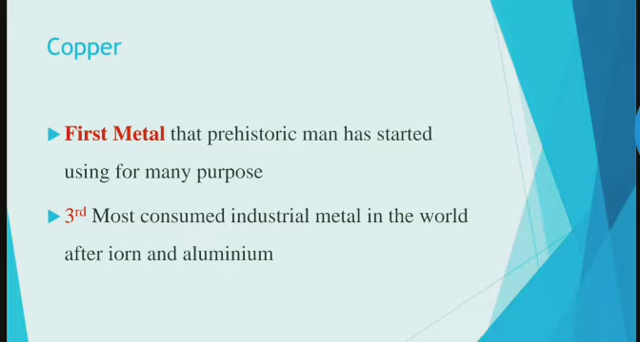 Copper
First Metal that prehistoric man has started
using for many purpose
3rd Most consumed industrial metal in the world
after iorn and aluminium